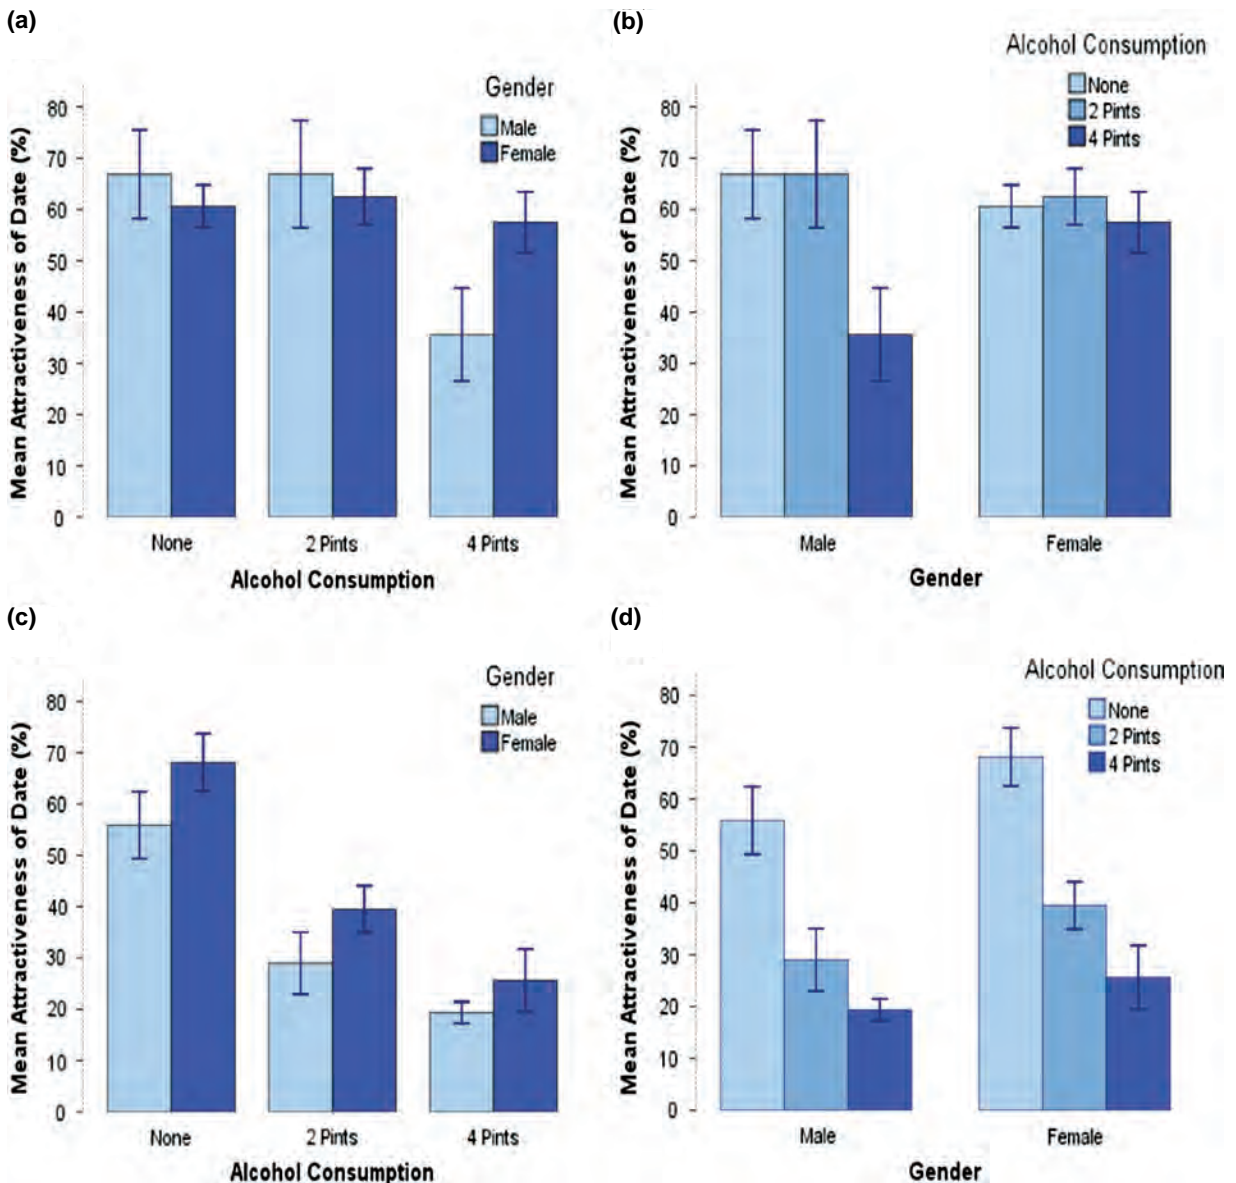 (a)
Gender
Male
Female
Mean Attractiveness of Date (%)
80
70
60
50
40
30
20
10
0
None 2 Pints 4 Pints
Alcohol Consumption
(b)
Alcohol Consumption
None
2 Pints
4 Pints
Mean Attractiveness of Date (%)
80
70
60
50
40
30
20
10
0
Male Female
Gender
(c)
Gender
Male
Female
Mean Attractiveness of Date (%)
80
70
60
50
40
30
20
10
0
None 2 Pints 4 Pints
Alcohol Consumption
(d)
Alcohol Consumption
None
2 Pints
4 Pints
Mean Attractiveness of Date (%)
80
70
60
50
40
30
20
10
0
Male Female
Gender